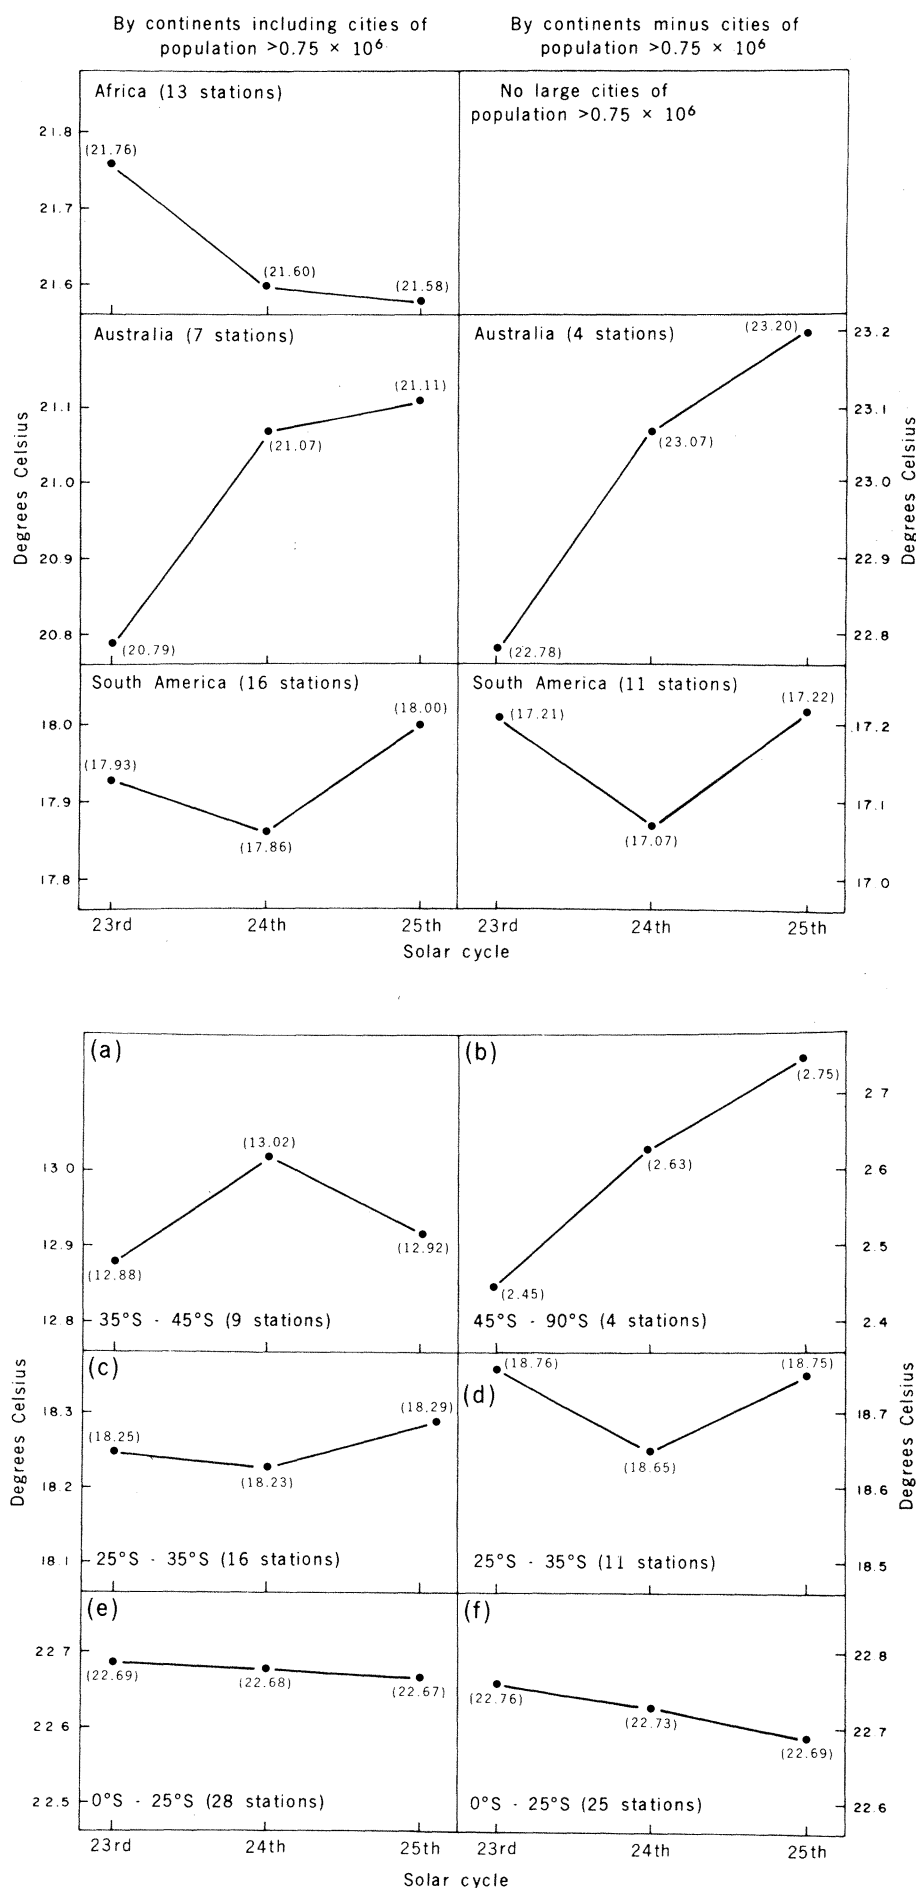 By continents including cities of
population >0.75 × 10⁶
By continents minus cities of
population >0.75 × 10⁶
Africa (13 stations)
21.8
21.7
21.6
(21.76)
(21.60)
(21.58)
No large cities of
population >0.75 × 10⁶
Degrees Celsius
Australia (7 stations)
21.1
21.0
20.9
20.8
(20.79)
(21.07)
(21.11)
Australia (4 stations)
(22.78)
(23.07)
(23.20)
23.2
23.1
23.0
22.9
22.8
Degrees Celsius
South America (16 stations)
18.0
17.9
17.8
(17.93)
(17.86)
(18.00)
South America (11 stations)
(17.21)
(17.07)
(17.22)
17.2
17.1
17.0
23rd 24th 25th 23rd 24th 25th
Solar cycle
(a)
13.0
12.9
12.8
(12.88)
(13.02)
(12.92)
35°S - 45°S (9 stations)
(b)
(2.45)
(2.63)
(2.75)
2.7
2.6
2.5
2.4
45°S - 90°S (4 stations)
Degrees Celsius
(c)
18.3
18.2
18.1
(18.25)
(18.23)
(18.29)
25°S - 35°S (16 stations)
(d)
(18.76)
(18.65)
(18.75)
18.7
18.6
18.5
25°S - 35°S (11 stations)
Degrees Celsius
(e)
22.7
22.6
22.5
(22.69)
(22.68)
(22.67)
0°S - 25°S (28 stations)
(f)
(22.76)
(22.73)
(22.69)
22.8
22.7
22.6
0°S - 25°S (25 stations)
23rd 24th 25th 23rd 24th 25th
Solar cycle